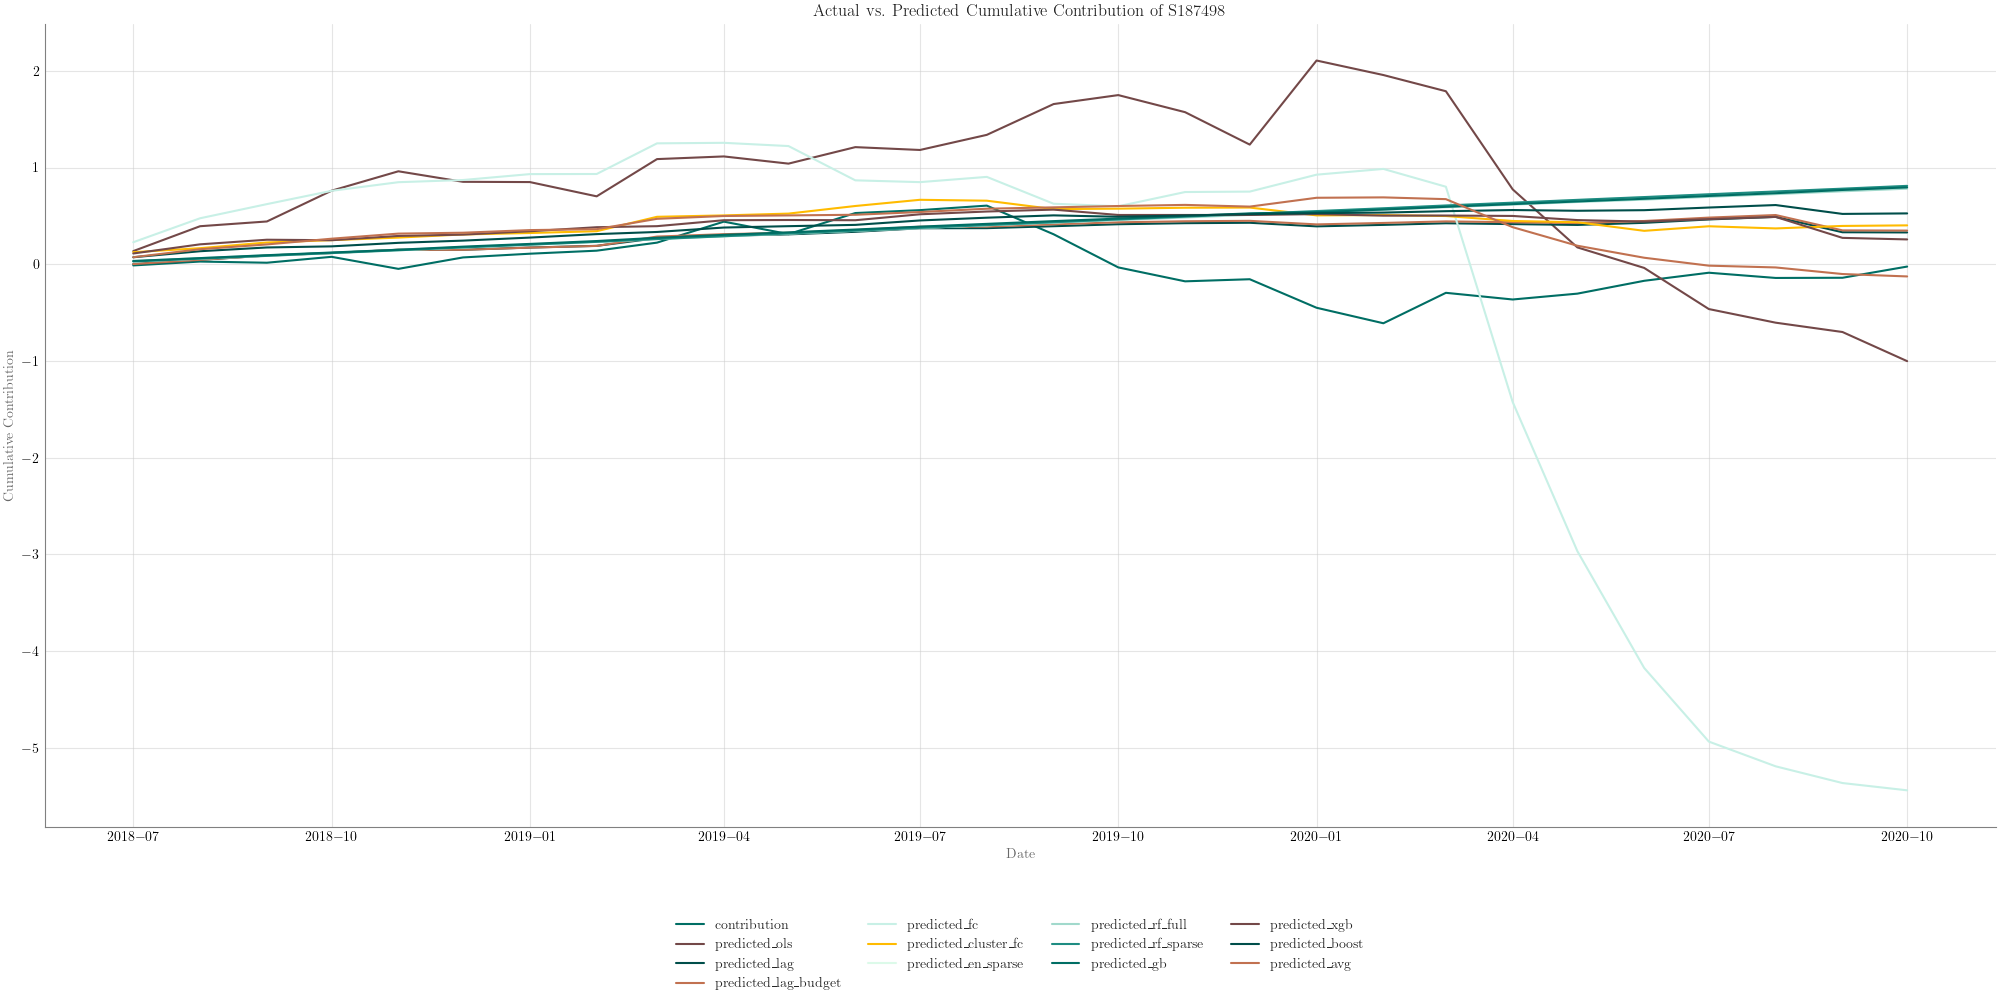 Actual vs. Predicted Cumulative Contribution of S187498
Cumulative Contribution
2
1
0
−1
−2
−3
−4
−5
2018−07 2018−10 2019−01 2019−04 2019−07 2019−10 2020−01 2020−04 2020−07 2020−10
Date
contribution predicted_fc predicted_rf_full predicted_xgb
predicted_ols predicted_cluster_fc predicted_rf_sparse predicted_boost
predicted_lag predicted_en_sparse predicted_gb predicted_avg
predicted_lag_budget